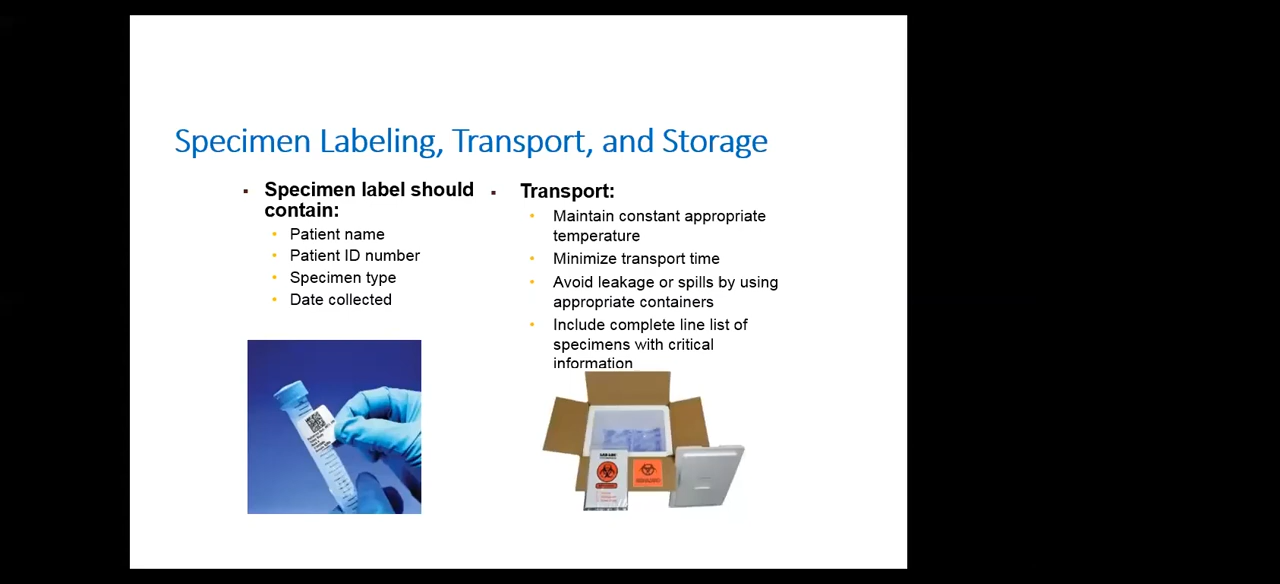 Specimen Labeling, Transport, and Storage
Specimen label should
contain:
Patient name
Patient ID number
Specimen type
Date collected
Transport:
Maintain constant appropriate
temperature
Minimize transport time
Avoid leakage or spills by using
appropriate containers
Include complete line list of
specimens with critical
information